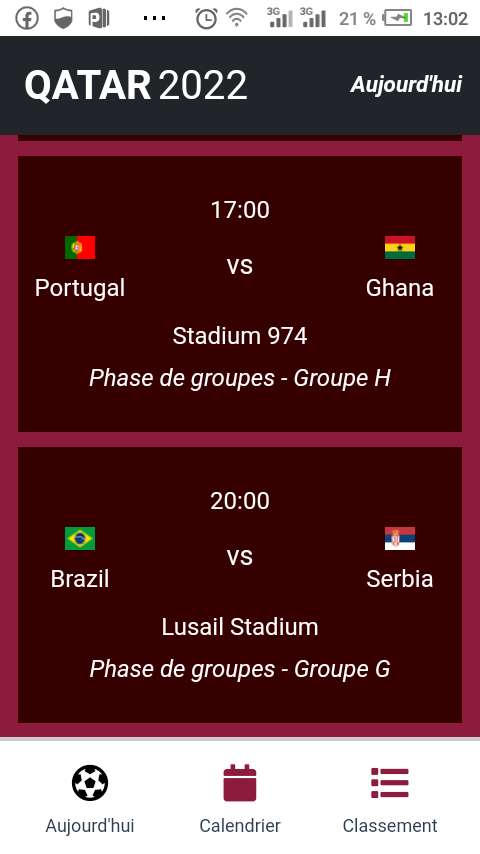 3G 3G 21 % 13:02
QATAR 2022 Aujourd'hui
17:00
vs
Portugal Ghana
Stadium 974
Phase de groupes - Groupe H
20:00
vs
Brazil Serbia
Lusail Stadium
Phase de groupes - Groupe G
Aujourd'hui Calendrier Classement